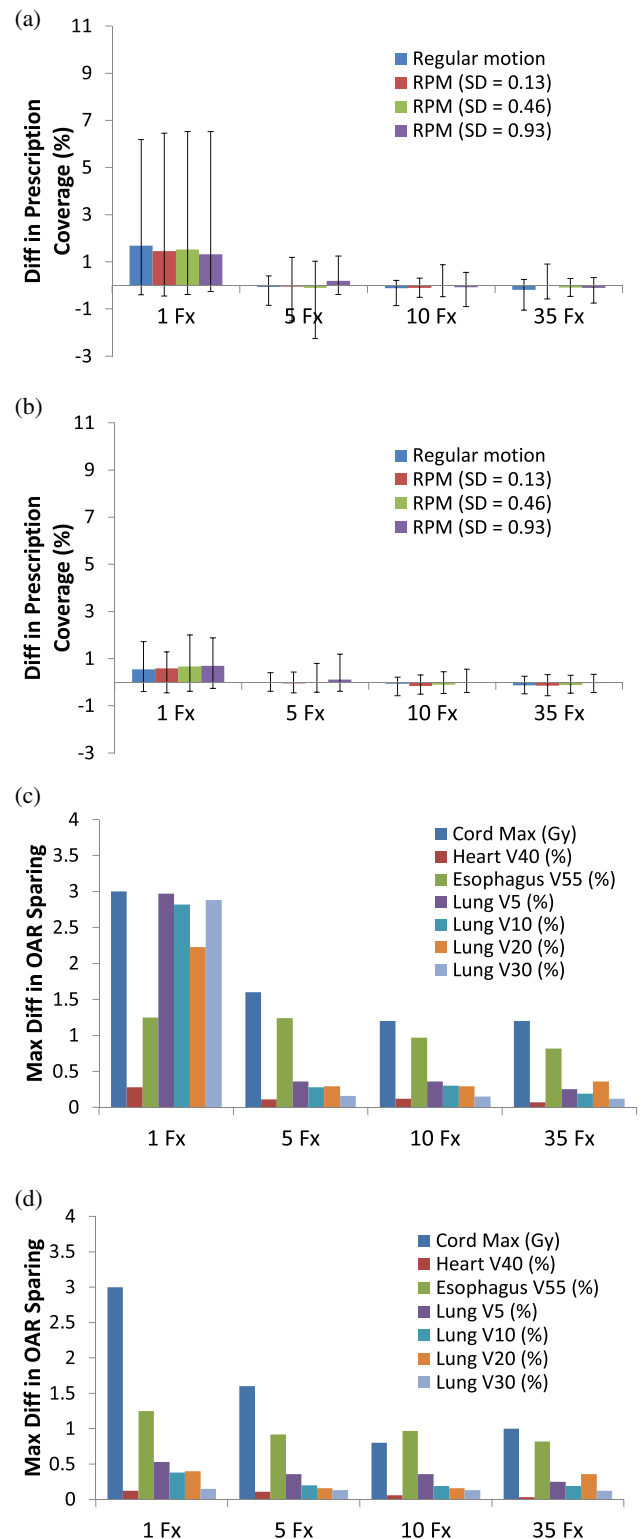 (a)
11
9
7
5
3
1
-1
-3
Diff in Prescription
Coverage (%)
Regular motion
RPM (SD = 0.13)
RPM (SD = 0.46)
RPM (SD = 0.93)
1 Fx
5 Fx
10 Fx
35 Fx
(b)
11
9
7
5
3
1
-1
-3
Diff in Prescription
Coverage (%)
Regular motion
RPM (SD = 0.13)
RPM (SD = 0.46)
RPM (SD = 0.93)
1 Fx
5 Fx
10 Fx
35 Fx
(c)
4
3.5
3
2.5
2
1.5
1
0.5
0
Max Diff in OAR Sparing
Cord Max (Gy)
Heart V40 (%)
Esophagus V55 (%)
Lung V5 (%)
Lung V10 (%)
Lung V20 (%)
Lung V30 (%)
1 Fx
5 Fx
10 Fx
35 Fx
(d)
4
3.5
3
2.5
2
1.5
1
0.5
0
Max Diff in OAR Sparing
Cord Max (Gy)
Heart V40 (%)
Esophagus V55 (%)
Lung V5 (%)
Lung V10 (%)
Lung V20 (%)
Lung V30 (%)
1 Fx
5 Fx
10 Fx
35 Fx